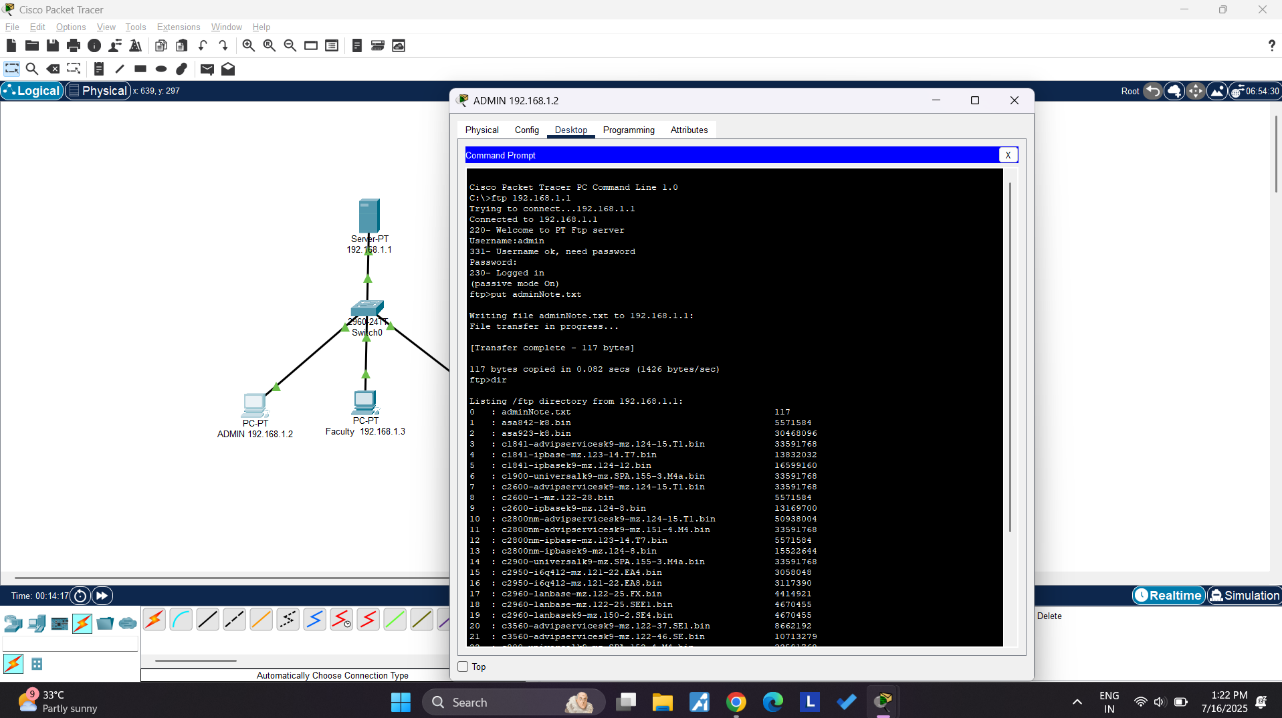 Cisco Packet Tracer
File Edit Options View Tools Extensions Window Help
?
Logical Physical x: 639, y: 297
Root 06:54:30
Server-PT
192.168.1.1
2960-24TT
Switch0
PC-PT
ADMIN 192.168.1.2
PC-PT
Faculty 192.168.1.3
ADMIN 192.168.1.2
Physical Config Desktop Programming Attributes
Command Prompt X
Cisco Packet Tracer PC Command Line 1.0
C:\>ftp 192.168.1.1
Trying to connect...192.168.1.1
Connected to 192.168.1.1
220- Welcome to PT Ftp server
Username:admin
331- Username ok, need password
Password:
230- Logged in
(passive mode On)
ftp>put adminNote.txt
Writing file adminNote.txt to 192.168.1.1:
File transfer in progress...
[Transfer complete - 117 bytes]
117 bytes copied in 0.082 secs (1426 bytes/sec)
ftp>dir
Listing /ftp directory from 192.168.1.1:
0 : adminNote.txt 117
1 : asa842-k8.bin 5571584
2 : asa923-k8.bin 30468096
3 : c1841-advipservicesk9-mz.124-15.T1.bin 33591768
4 : c1841-ipbase-mz.123-14.T7.bin 13832032
5 : c1841-ipbasek9-mz.124-12.bin 16599160
6 : c1900-universalk9-mz.SPA.155-3.M4a.bin 33591768
7 : c2600-advipservicesk9-mz.124-15.T1.bin 33591768
8 : c2600-i-mz.122-28.bin 5571584
9 : c2600-ipbasek9-mz.124-8.bin 13169700
10 : c2800nm-advipservicesk9-mz.124-15.T1.bin 50938004
11 : c2800nm-advipservicesk9-mz.151-4.M4.bin 33591768
12 : c2800nm-ipbase-mz.123-14.T7.bin 5571584
13 : c2800nm-ipbasek9-mz.124-8.bin 15522644
14 : c2900-universalk9-mz.SPA.155-3.M4a.bin 33591768
15 : c2950-i6q4l2-mz.121-22.EA4.bin 3058048
16 : c2950-i6q4l2-mz.121-22.EA8.bin 3117390
17 : c2960-lanbase-mz.122-25.FX.bin 4414921
18 : c2960-lanbase-mz.122-25.SEE1.bin 4670455
19 : c2960-lanbasek9-mz.150-2.SE4.bin 4670455
20 : c3560-advipservicesk9-mz.122-37.SE1.bin 8662192
21 : c3560-advipservicesk9-mz.122-46.SE.bin 10713279
Top
Time: 00:14:17
Realtime Simulation
Delete
Automatically Choose Connection Type
9
33°C
Partly sunny
Search
L
ENG
IN
1:22 PM
7/16/2025